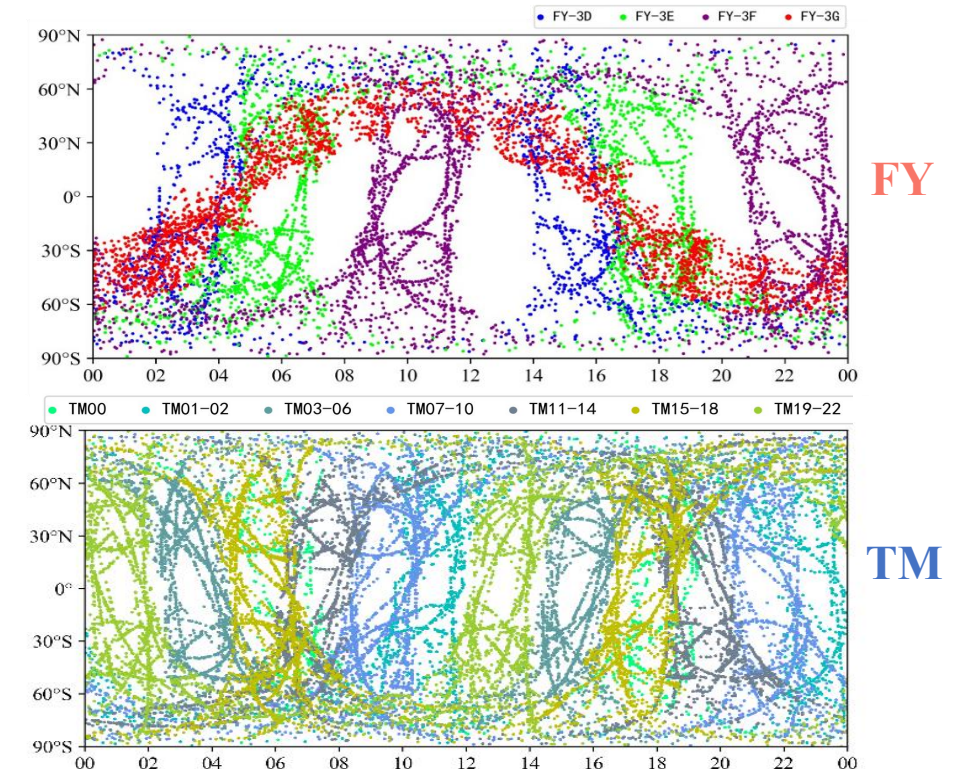 FY-3D FY-3E FY-3F FY-3G
90°N
60°N
30°N
0°
30°S
60°S
90°S
00 02 04 06 08 10 12 14 16 18 20 22 00
FY
TM00 TM01-02 TM03-06 TM07-10 TM11-14 TM15-18 TM19-22
90°N
60°N
30°N
0°
30°S
60°S
90°S
00 02 04 06 08 10 12 14 16 18 20 22 00
TM